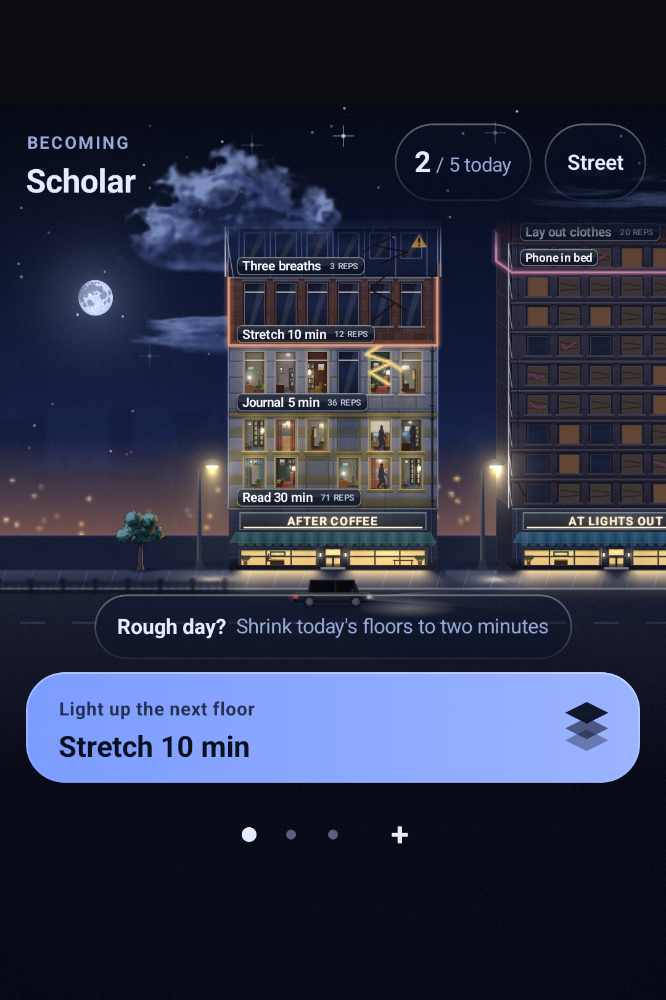 BECOMING
Scholar
2 / 5 today
Street
Three breaths 3 REPS
Stretch 10 min 12 REPS
Journal 5 min 36 REPS
Read 30 min 71 REPS
AFTER COFFEE
Lay out clothes 20 REPS
Phone in bed
AT LIGHTS OUT
Rough day? Shrink today's floors to two minutes
Light up the next floor
Stretch 10 min
+